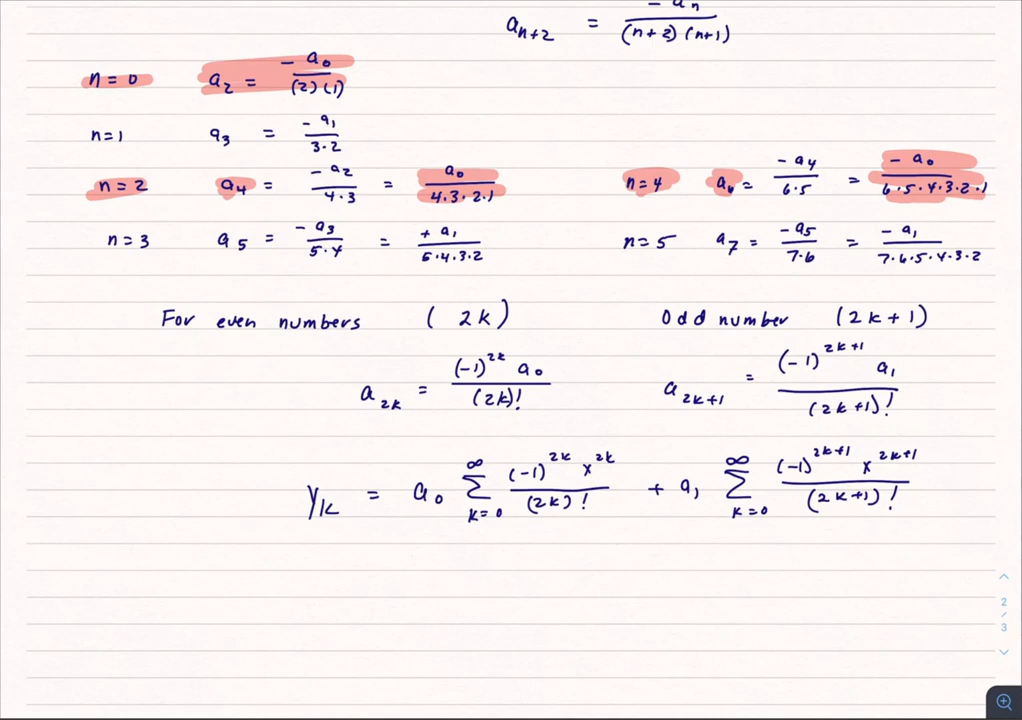 a_{n+2} = - a_n / (n+2) (n+1)
n = 0 a_2 = - a_0 / (2)(1)
n = 1 a_3 = - a_1 / 3·2
n = 2 a_4 = - a_2 / 4·3 = a_0 / 4·3·2·1 n = 4 a_6 = - a_4 / 6·5 = - a_0 / 6·5·4·3·2·1
n = 3 a_5 = - a_3 / 5·4 = + a_1 / 5·4·3·2 n = 5 a_7 = - a_5 / 7·6 = - a_1 / 7·6·5·4·3·2
For even numbers (2k) Odd number (2k+1)
a_{2k} = (-1)^{2k} a_0 / (2k)! a_{2k+1} = (-1)^{2k+1} a_1 / (2k+1)!
y_k = a_0 ∑_{k=0}^{∞} (-1)^{2k} x^{2k} / (2k)! + a_1 ∑_{k=0}^{∞} (-1)^{2k+1} x^{2k+1} / (2k+1)!
2
/
3